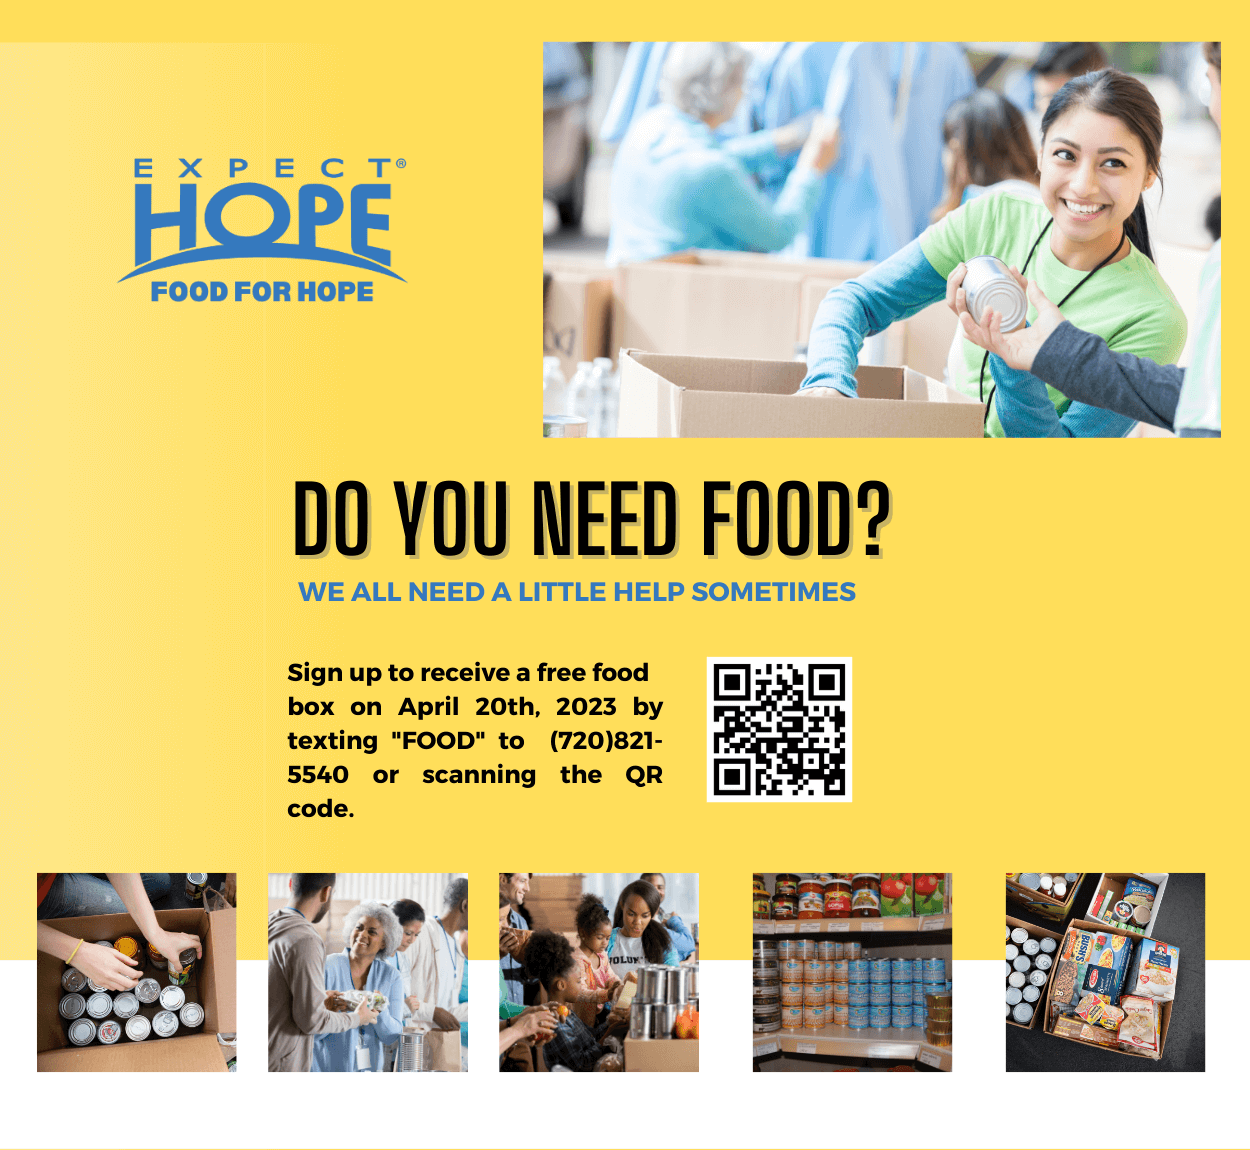 EXPECT®
HOPE
FOOD FOR HOPE
DO YOU NEED FOOD?
WE ALL NEED A LITTLE HELP SOMETIMES
Sign up to receive a free food
box on April 20th, 2023 by
texting "FOOD" to (720)821-
5540 or scanning the QR
code.
VOLUN
BUSH'S